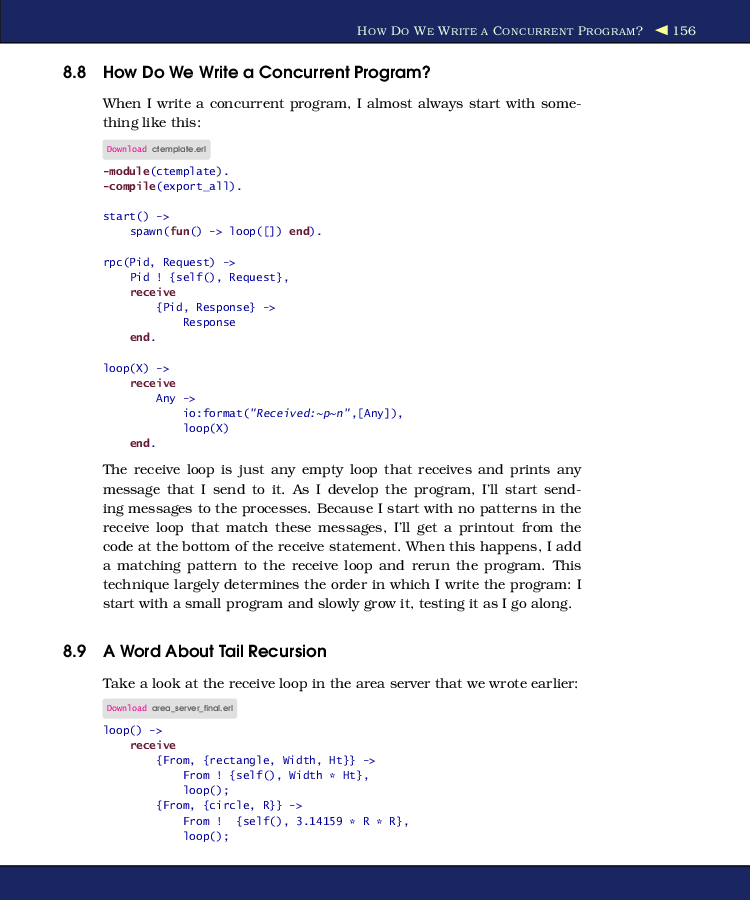 How Do We Write a Concurrent Program? ◀ 156
8.8 How Do We Write a Concurrent Program?
When I write a concurrent program, I almost always start with some-
thing like this:
Download ctemplate.erl
-module(ctemplate).
-compile(export_all).
start() ->
    spawn(fun() -> loop([]) end).
rpc(Pid, Request) ->
    Pid ! {self(), Request},
    receive
        {Pid, Response} ->
            Response
    end.
loop(X) ->
    receive
        Any ->
            io:format("Received:~p~n",[Any]),
            loop(X)
    end.
The receive loop is just any empty loop that receives and prints any
message that I send to it. As I develop the program, I'll start send-
ing messages to the processes. Because I start with no patterns in the
receive loop that match these messages, I'll get a printout from the
code at the bottom of the receive statement. When this happens, I add
a matching pattern to the receive loop and rerun the program. This
technique largely determines the order in which I write the program: I
start with a small program and slowly grow it, testing it as I go along.
8.9 A Word About Tail Recursion
Take a look at the receive loop in the area server that we wrote earlier:
Download area_server_final.erl
loop() ->
    receive
        {From, {rectangle, Width, Ht}} ->
            From ! {self(), Width * Ht},
            loop();
        {From, {circle, R}} ->
            From !  {self(), 3.14159 * R * R},
            loop();